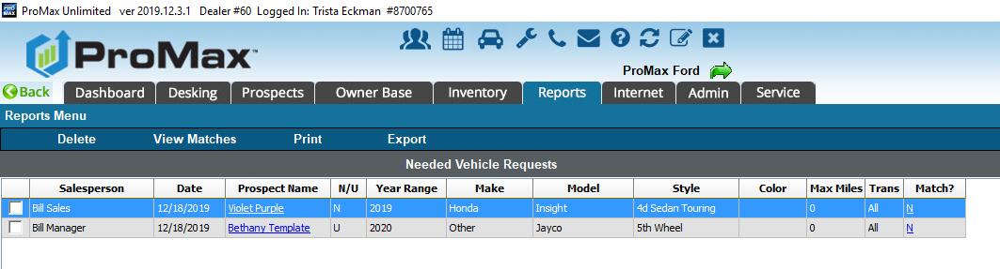 PRO MAX ProMax Unlimited ver 2019.12.3.1 Dealer #60 Logged In: Trista Eckman #8700765
ProMax™
ProMax Ford
Back Dashboard Desking Prospects Owner Base Inventory Reports Internet Admin Service
Reports Menu
Delete View Matches Print Export
Needed Vehicle Requests
Salesperson Date Prospect Name N/U Year Range Make Model Style Color Max Miles Trans Match?
Bill Sales 12/18/2019 Violet Purple N 2019 Honda Insight 4d Sedan Touring 0 All N
Bill Manager 12/18/2019 Bethany Template U 2020 Other Jayco 5th Wheel 0 All N